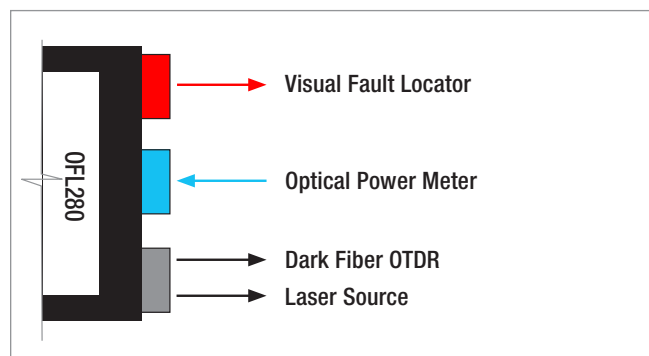 OFL280
Visual Fault Locator
Optical Power Meter
Dark Fiber OTDR
Laser Source